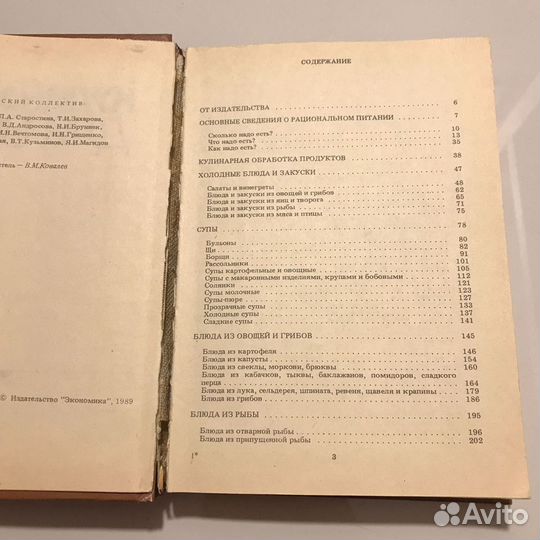 СКИЙ КОЛЛЕКТИВ:
Л.А. Старостина, Т.И. Захарова,
В.Д. Андросова, Н.И. Бруннек,
М.Н. Вечтомова, И.Н. Грищенко,
ая, В.Т. Кузьминов, Я.И. Магидов
тель — В.М. Ковалев
© Издательство "Экономика", 1989
СОДЕРЖАНИЕ
ОТ ИЗДАТЕЛЬСТВА 6
ОСНОВНЫЕ СВЕДЕНИЯ О РАЦИОНАЛЬНОМ ПИТАНИИ 7
Сколько надо есть? 10
Что надо есть? 13
Как надо есть? 35
КУЛИНАРНАЯ ОБРАБОТКА ПРОДУКТОВ 38
ХОЛОДНЫЕ БЛЮДА И ЗАКУСКИ 47
Салаты и винегреты 48
Блюда и закуски из овощей и грибов 62
Блюда и закуски из яиц и творога 65
Блюда и закуски из рыбы 71
Блюда и закуски из мяса и птицы 75
СУПЫ 78
Бульоны 80
Щи 82
Борщи 91
Рассольники 101
Супы картофельные и овощные 105
Супы с макаронными изделиями, крупами и бобовыми 112
Солянки 121
Супы молочные 123
Супы-пюре 127
Прозрачные супы 133
Холодные супы 137
Сладкие супы 141
БЛЮДА ИЗ ОВОЩЕЙ И ГРИБОВ 145
Блюда из картофеля 146
Блюда из капусты 154
Блюда из свеклы, моркови, брюквы 160
Блюда из кабачков, тыквы, баклажанов, помидоров, сладкого
перца 164
Блюда из лука, сельдерея, шпината, ревеня, щавеля и крапивы 179
Блюда из грибов 186
БЛЮДА ИЗ РЫБЫ 195
Блюда из отварной рыбы 196
Блюда из припущенной рыбы 202
1* 3
Avito